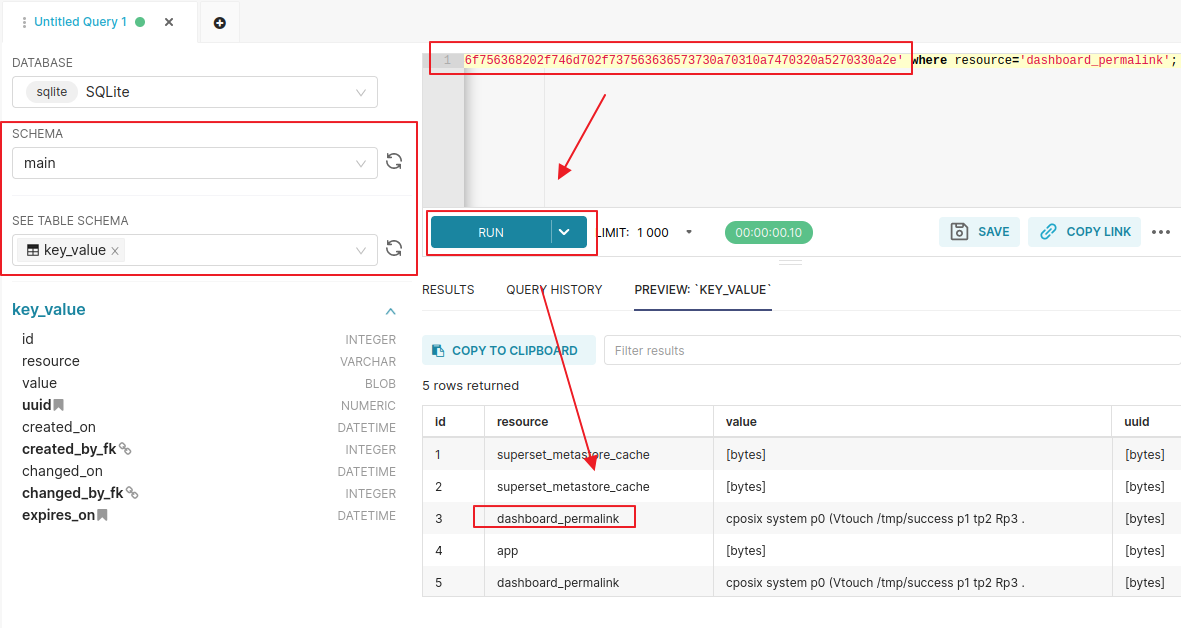 Untitled Query 1
DATABASE
sqlite SQLite
SCHEMA
main
SEE TABLE SCHEMA
key_value
key_value
id INTEGER
resource VARCHAR
value BLOB
uuid NUMERIC
created_on DATETIME
created_by_fk INTEGER
changed_on DATETIME
changed_by_fk INTEGER
expires_on DATETIME
1 6f756368202f746d702f737563636573730a70310a7470320a5270330a2e' where resource='dashboard_permalink';
RUN LIMIT: 1 000 00:00:00.10 SAVE COPY LINK
RESULTS QUERY HISTORY PREVIEW: `KEY_VALUE`
COPY TO CLIPBOARD Filter results
5 rows returned
id resource value uuid
1 superset_metastore_cache [bytes] [bytes]
2 superset_metastore_cache [bytes] [bytes]
3 dashboard_permalink cposix system p0 (Vtouch /tmp/success p1 tp2 Rp3 . [bytes]
4 app [bytes] [bytes]
5 dashboard_permalink cposix system p0 (Vtouch /tmp/success p1 tp2 Rp3 . [bytes]